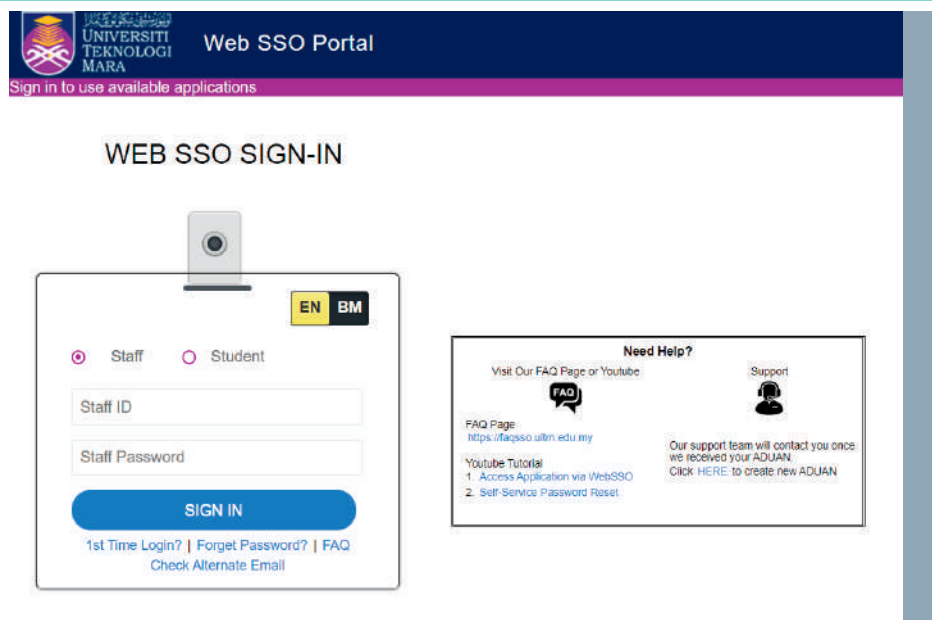 UNIVERSITI
TEKNOLOGI
MARA
Web SSO Portal
Sign in to use available applications
WEB SSO SIGN-IN
EN BM
Staff Student
Staff ID
Staff Password
SIGN IN
1st Time Login? | Forget Password? | FAQ
Check Alternate Email
Need Help?
Visit Our FAQ Page or Youtube
FAQ
FAQ Page
https://faqsso.uitm.edu.my
Youtube Tutorial
1. Access Application via WebSSO
2. Self-Service Password Reset
Support
Our support team will contact you once
we received your ADUAN.
Click HERE to create new ADUAN